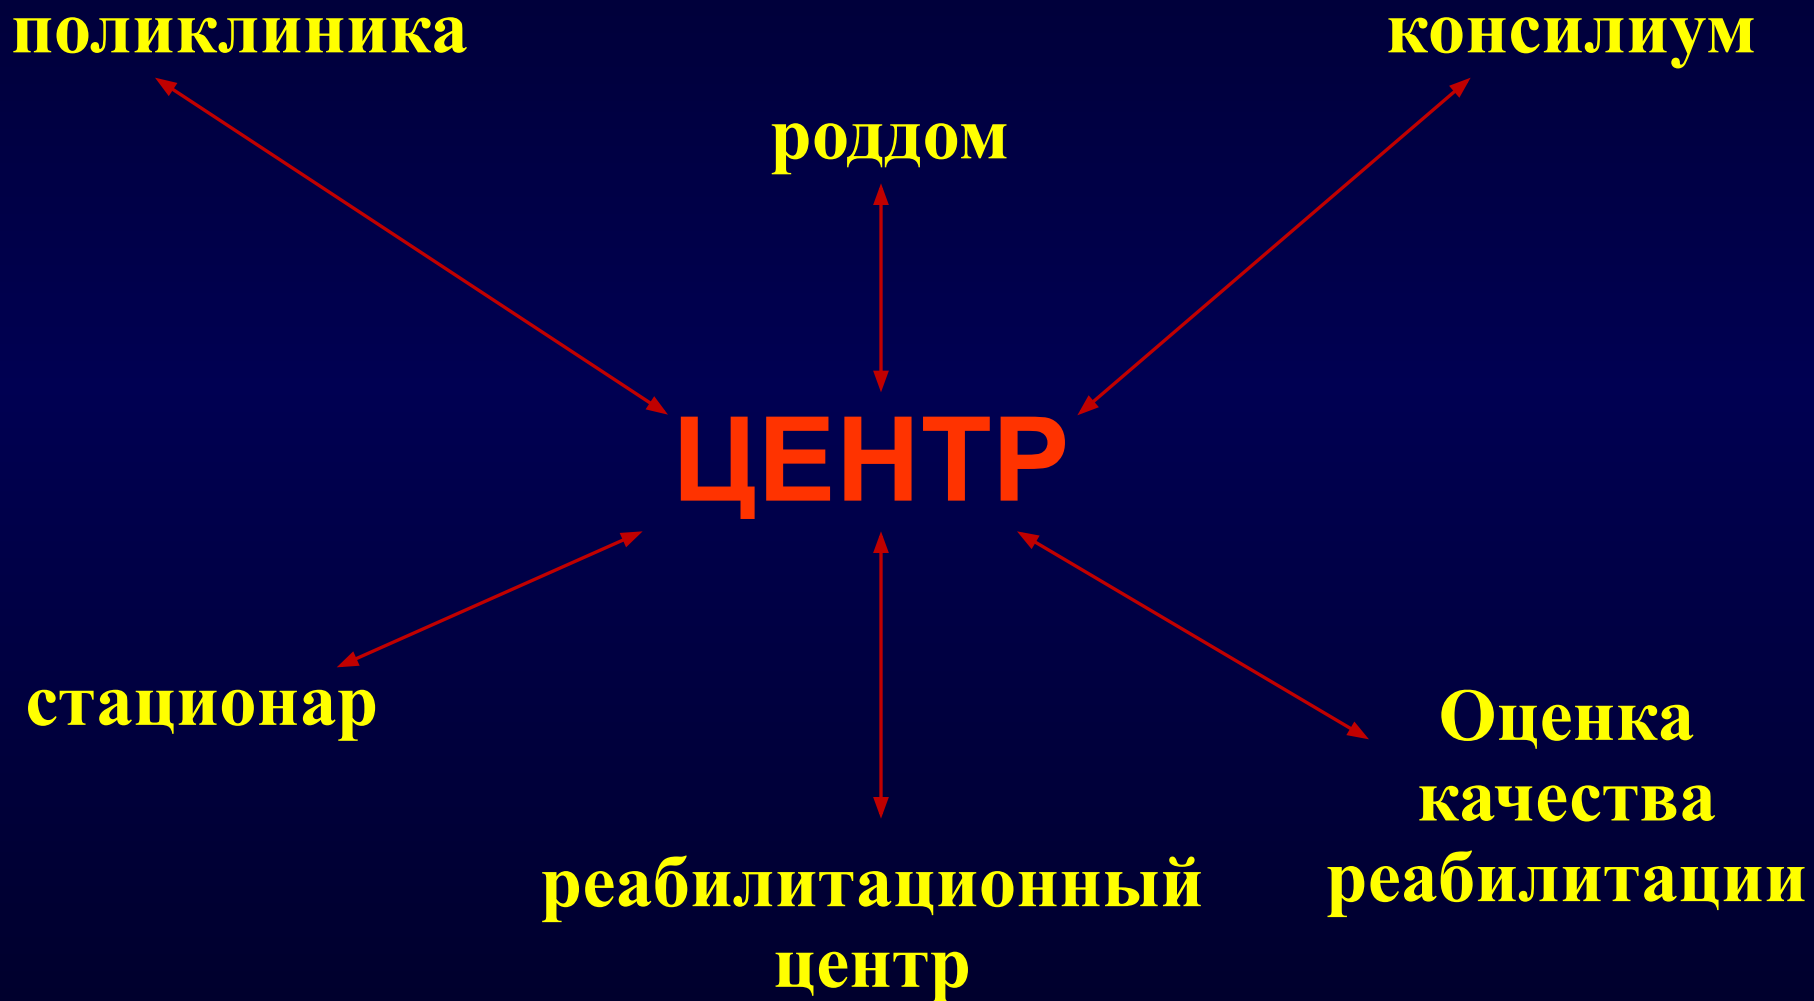 поликлиника
консилиум
роддом
ЦЕНТР
стационар
Оценка
качества
реабилитации
реабилитационный
центр